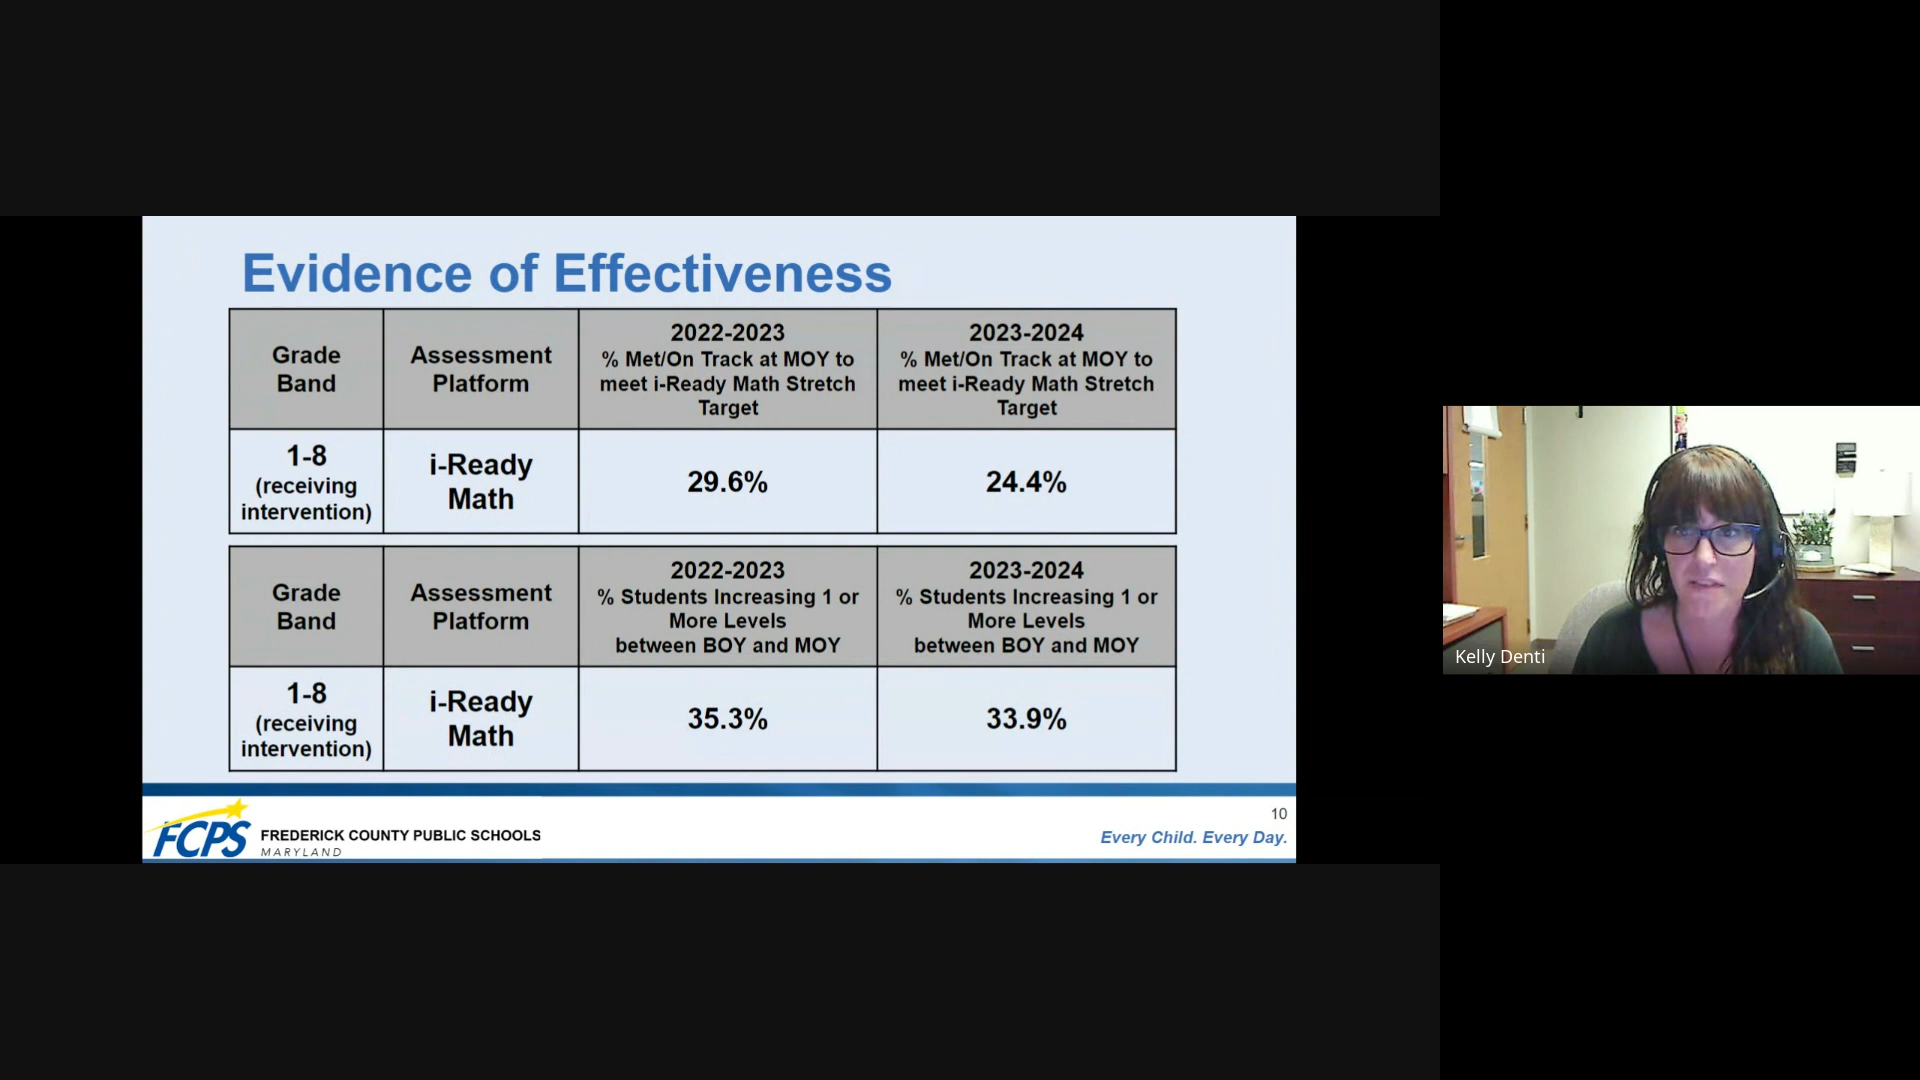 Evidence of Effectiveness
Grade
Band
Assessment
Platform
2022-2023
% Met/On Track at MOY to
meet i-Ready Math Stretch
Target
2023-2024
% Met/On Track at MOY to
meet i-Ready Math Stretch
Target
1-8
(receiving
intervention)
i-Ready
Math
29.6%
24.4%
Grade
Band
Assessment
Platform
2022-2023
% Students Increasing 1 or
More Levels
between BOY and MOY
2023-2024
% Students Increasing 1 or
More Levels
between BOY and MOY
1-8
(receiving
intervention)
i-Ready
Math
35.3%
33.9%
FCPS
FREDERICK COUNTY PUBLIC SCHOOLS
MARYLAND
10
Every Child. Every Day.
Kelly Denti